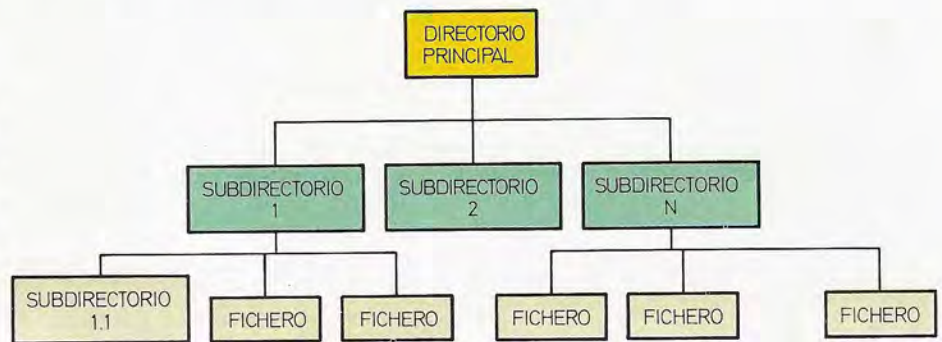 DIRECTORIO
PRINCIPAL
SUBDIRECTORIO
1
SUBDIRECTORIO
2
SUBDIRECTORIO
N
SUBDIRECTORIO
1.1
FICHERO
FICHERO
FICHERO
FICHERO
FICHERO